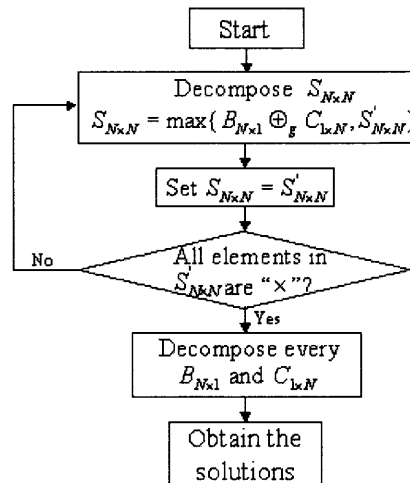 Start
Decompose S_{N×N}
S_{N×N} = max{ B_{N×1} ⊕_g C_{1×N}, S'_{N×N})
Set S_{N×N} = S'_{N×N}
All elements in
S'_{N×N} are “×”?
No
Yes
Decompose every
B_{N×1} and C_{1×N}
Obtain the
solutions